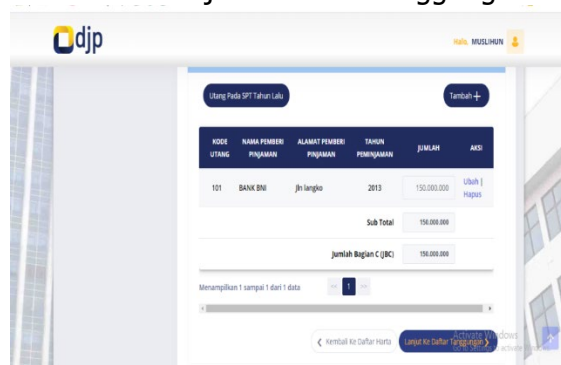 djp
Halo, MUSLIHUN
Utang Pada SPT Tahun Lalu
Tambah +
KODE UTANG NAMA PEMBERI PINJAMAN ALAMAT PEMBERI PINJAMAN TAHUN PEMINJAMAN JUMLAH AKSI
101 BANK BNI Jln langko 2013 150.000.000 Ubah | Hapus
Sub Total 150.000.000
Jumlah Bagian C (JBC) 150.000.000
Menampilkan 1 sampai 1 dari 1 data << 1 >>
< Kembali Ke Daftar Harta
Lanjut Ke Daftar Tanggungan >
Activate Windows